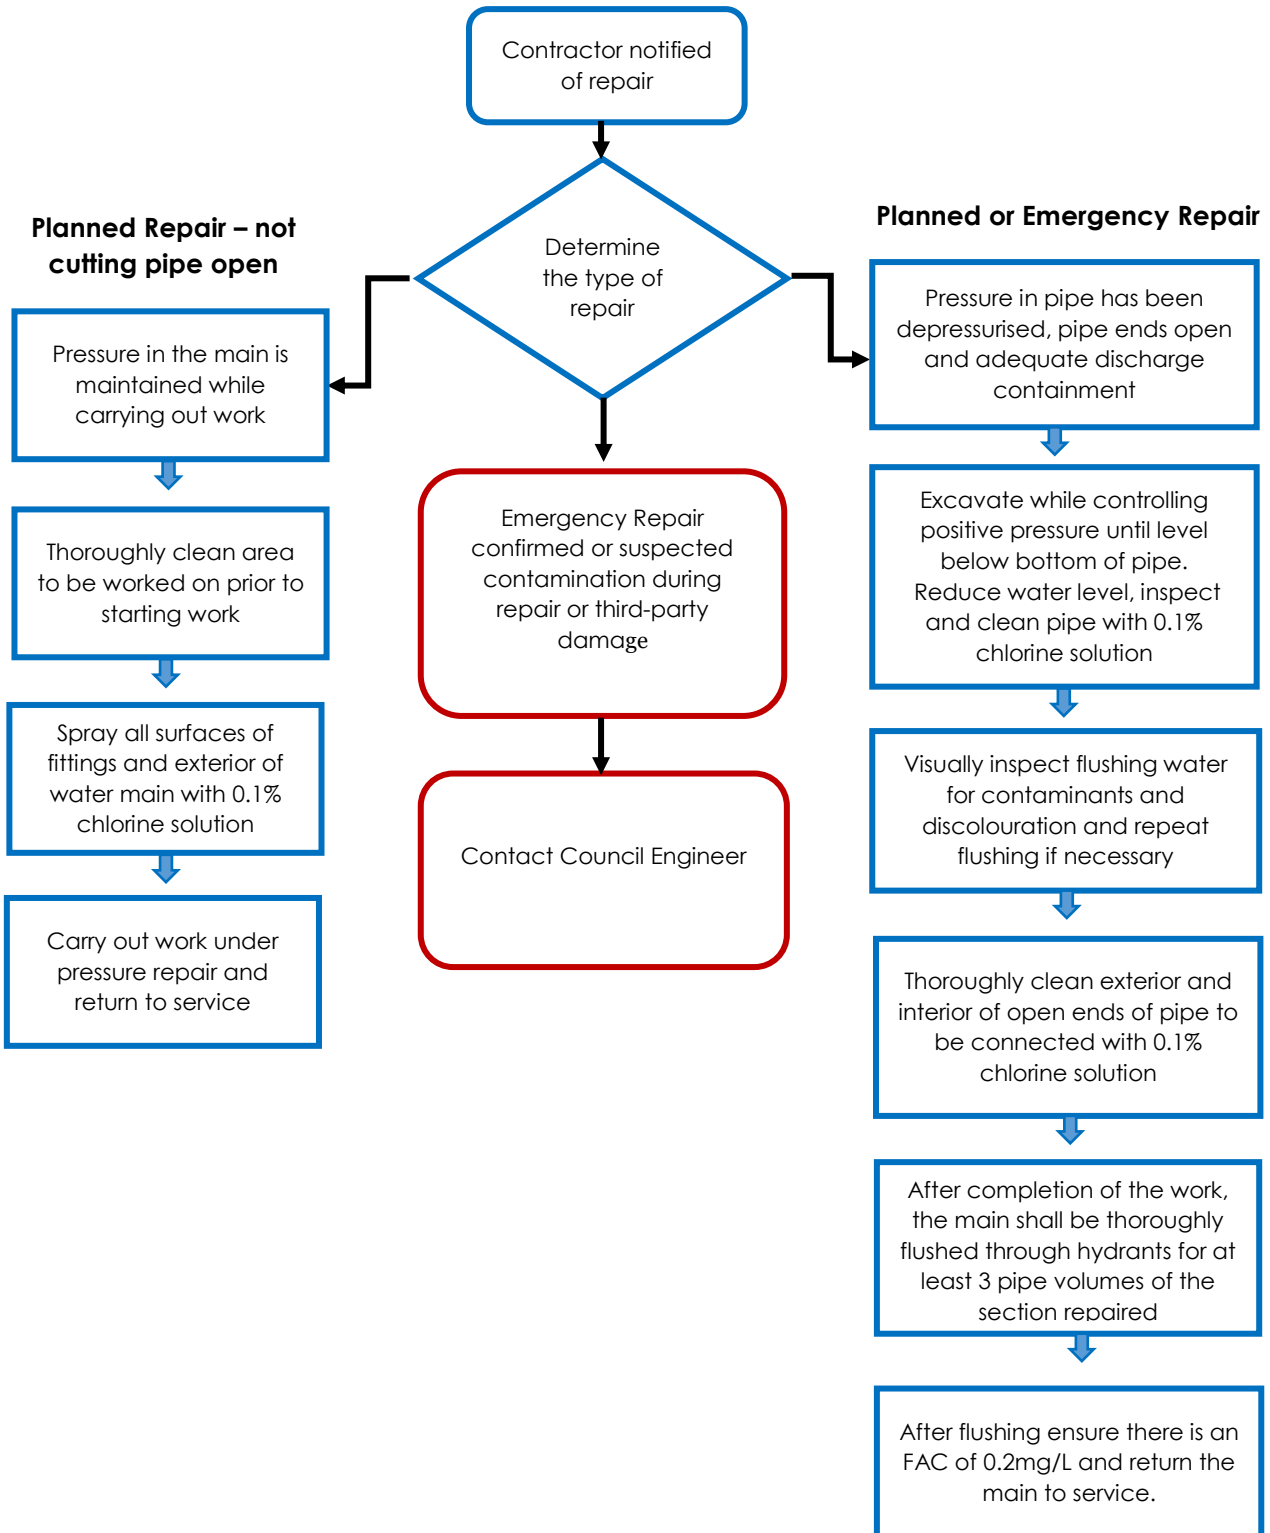 Contractor notified
of repair
Determine
the type of
repair
Planned Repair – not
cutting pipe open
Pressure in the main is
maintained while
carrying out work
Thoroughly clean area
to be worked on prior to
starting work
Spray all surfaces of
fittings and exterior of
water main with 0.1%
chlorine solution
Carry out work under
pressure repair and
return to service
Emergency Repair
confirmed or suspected
contamination during
repair or third-party
damage
Contact Council Engineer
Planned or Emergency Repair
Pressure in pipe has been
depressurised, pipe ends open
and adequate discharge
containment
Excavate while controlling
positive pressure until level
below bottom of pipe.
Reduce water level, inspect
and clean pipe with 0.1%
chlorine solution
Visually inspect flushing water
for contaminants and
discolouration and repeat
flushing if necessary
Thoroughly clean exterior and
interior of open ends of pipe to
be connected with 0.1%
chlorine solution
After completion of the work,
the main shall be thoroughly
flushed through hydrants for at
least 3 pipe volumes of the
section repaired
After flushing ensure there is an
FAC of 0.2mg/L and return the
main to service.